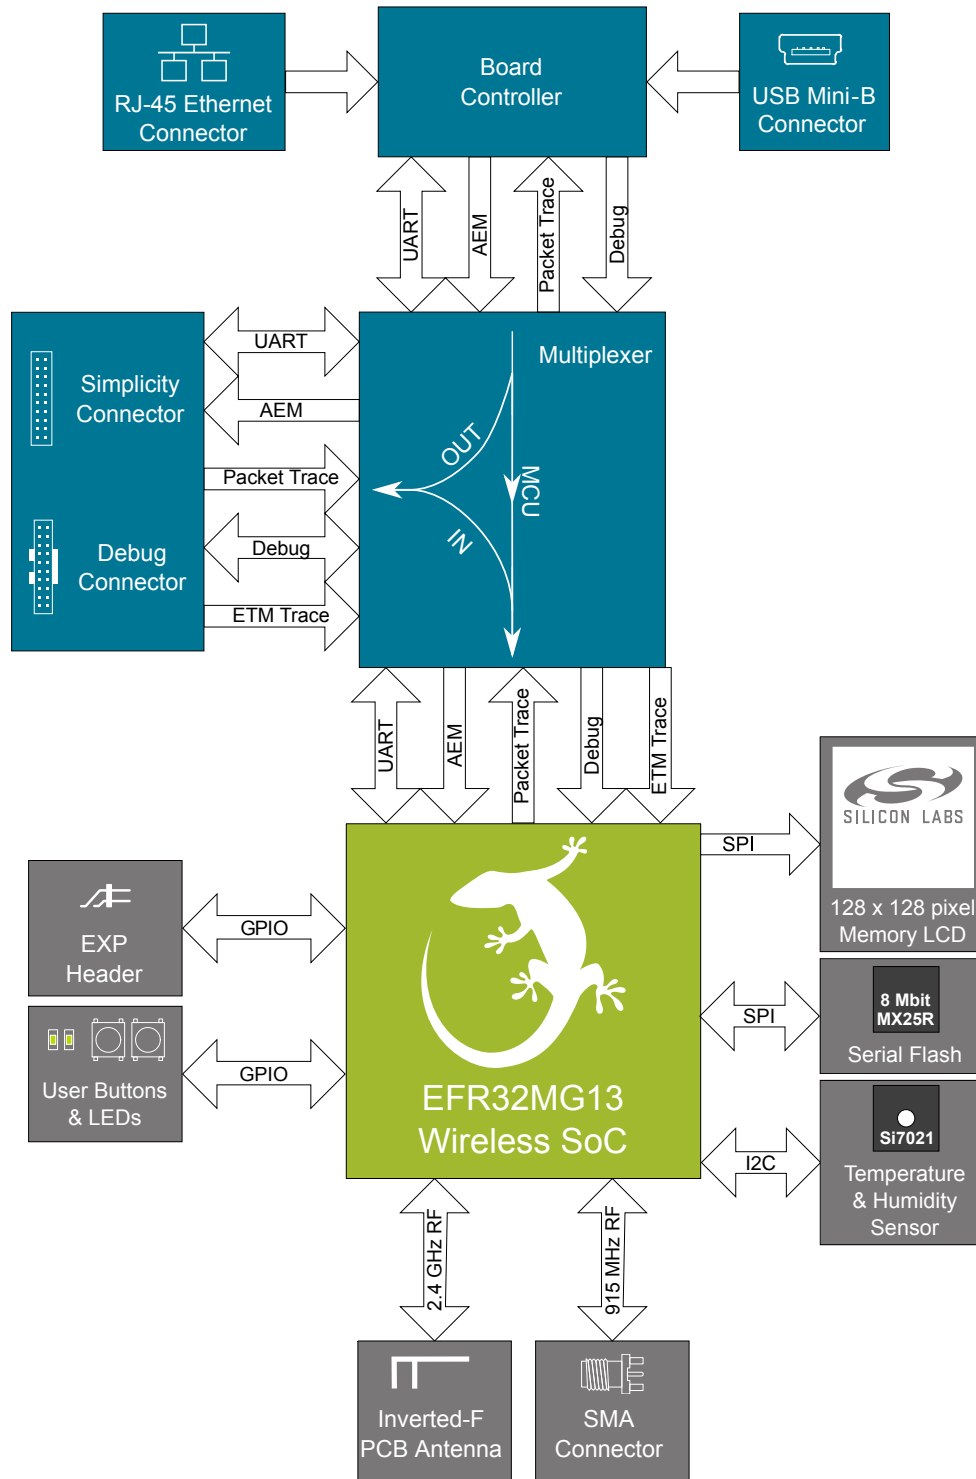 RJ-45 Ethernet
Connector
Board
Controller
USB Mini-B
Connector
UART
AEM
Packet Trace
Debug
Simplicity
Connector
Debug
Connector
UART
AEM
Packet Trace
Debug
ETM Trace
Multiplexer
OUT
IN
MCU
UART
AEM
Packet Trace
Debug
ETM Trace
EXP
Header
GPIO
User Buttons
& LEDs
GPIO
EFR32MG13
Wireless SoC
SPI
SILICON LABS
128 x 128 pixel
Memory LCD
SPI
8 Mbit
MX25R
Serial Flash
I2C
Si7021
Temperature
& Humidity
Sensor
2.4 GHz RF
915 MHz RF
Inverted-F
PCB Antenna
SMA
Connector